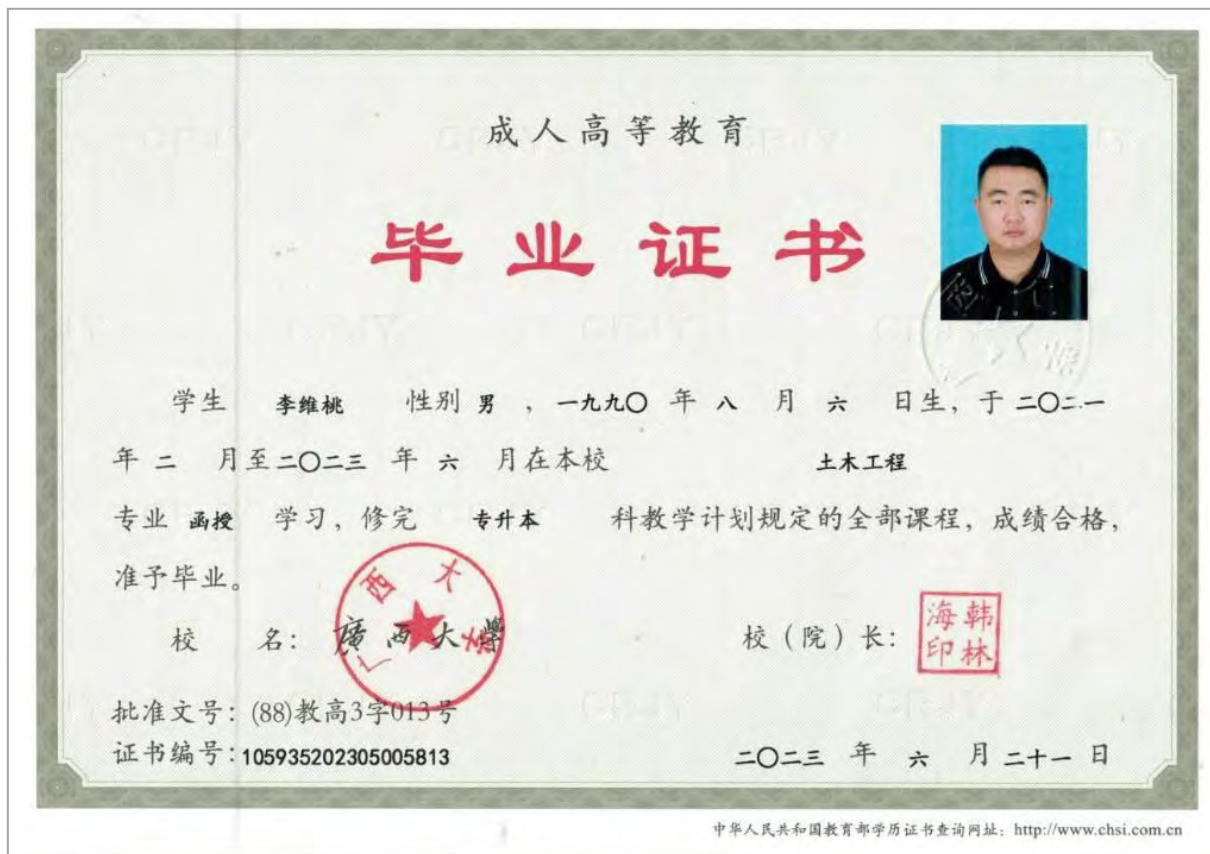 成人高等教育
毕业证书
学生 李维桃 性别 男 ，一九九〇 年 八 月 六 日生，于 二〇二一
年 二 月至 二〇二三 年 六 月在本校 土木工程
专业 函授 学习，修完 专升本 科教学计划规定的全部课程，成绩合格，
准予毕业。
广西大学
校 名：廣西大學
校（院）长：
韩林海印
批准文号：(88)教高3字013号
证书编号：105935202305005813
二〇二三 年 六 月 二十一 日
中华人民共和国教育部学历证书查询网址：http://www.chsi.com.cn